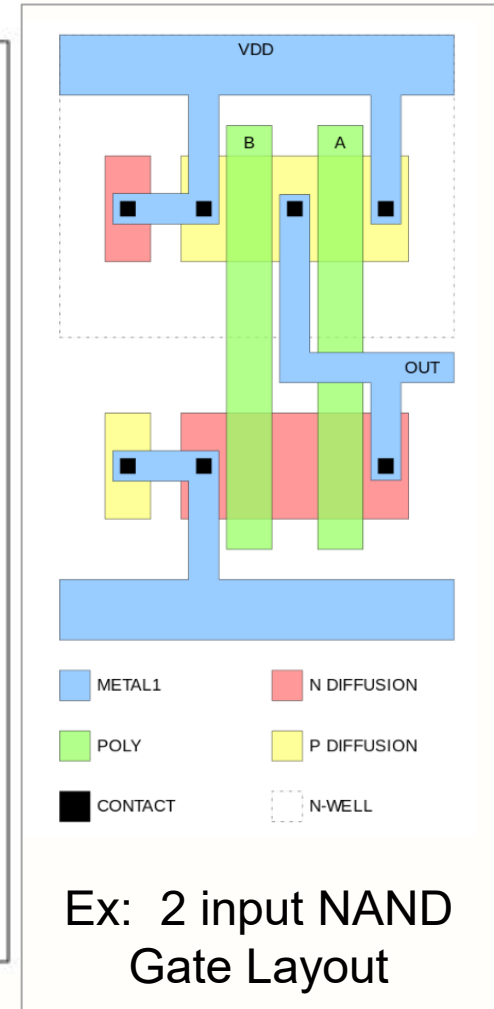 VDD
B
A
OUT
METAL1
N DIFFUSION
POLY
P DIFFUSION
CONTACT
N-WELL
Ex: 2 input NAND
Gate Layout